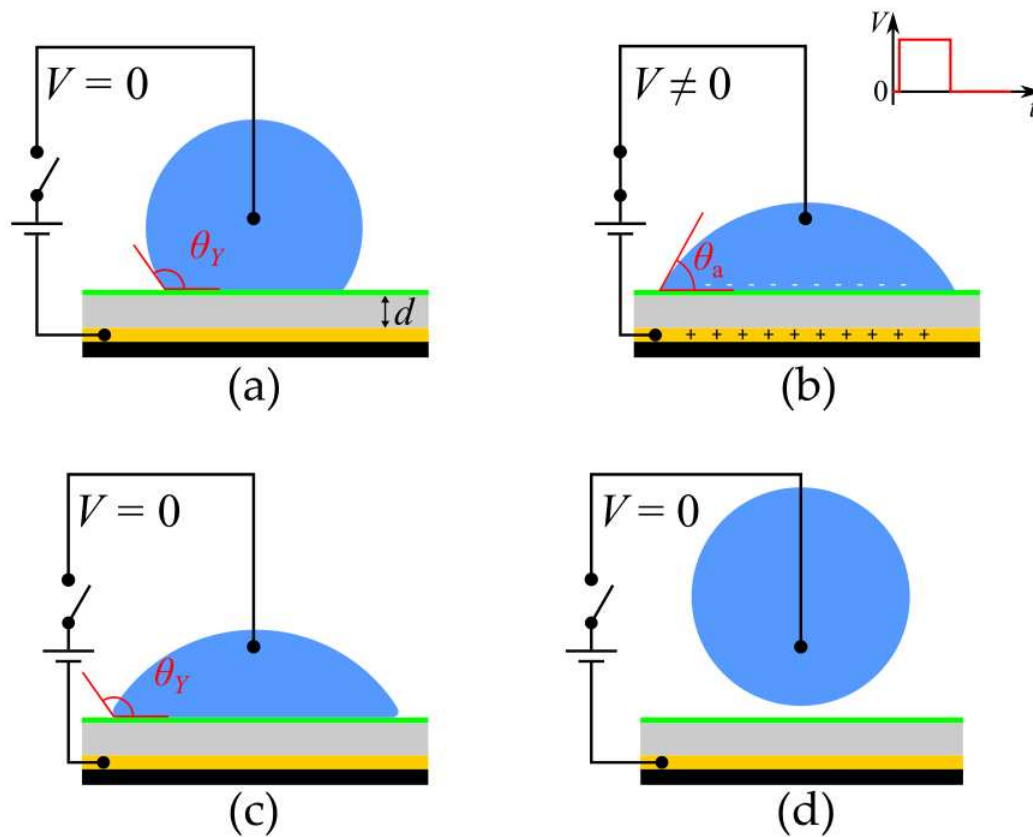 V = 0
θY
d
(a)
V ≠ 0
V
0
t
θa
- - - - - - - - - -
+ + + + + + + + + +
(b)
V = 0
θY
(c)
V = 0
(d)